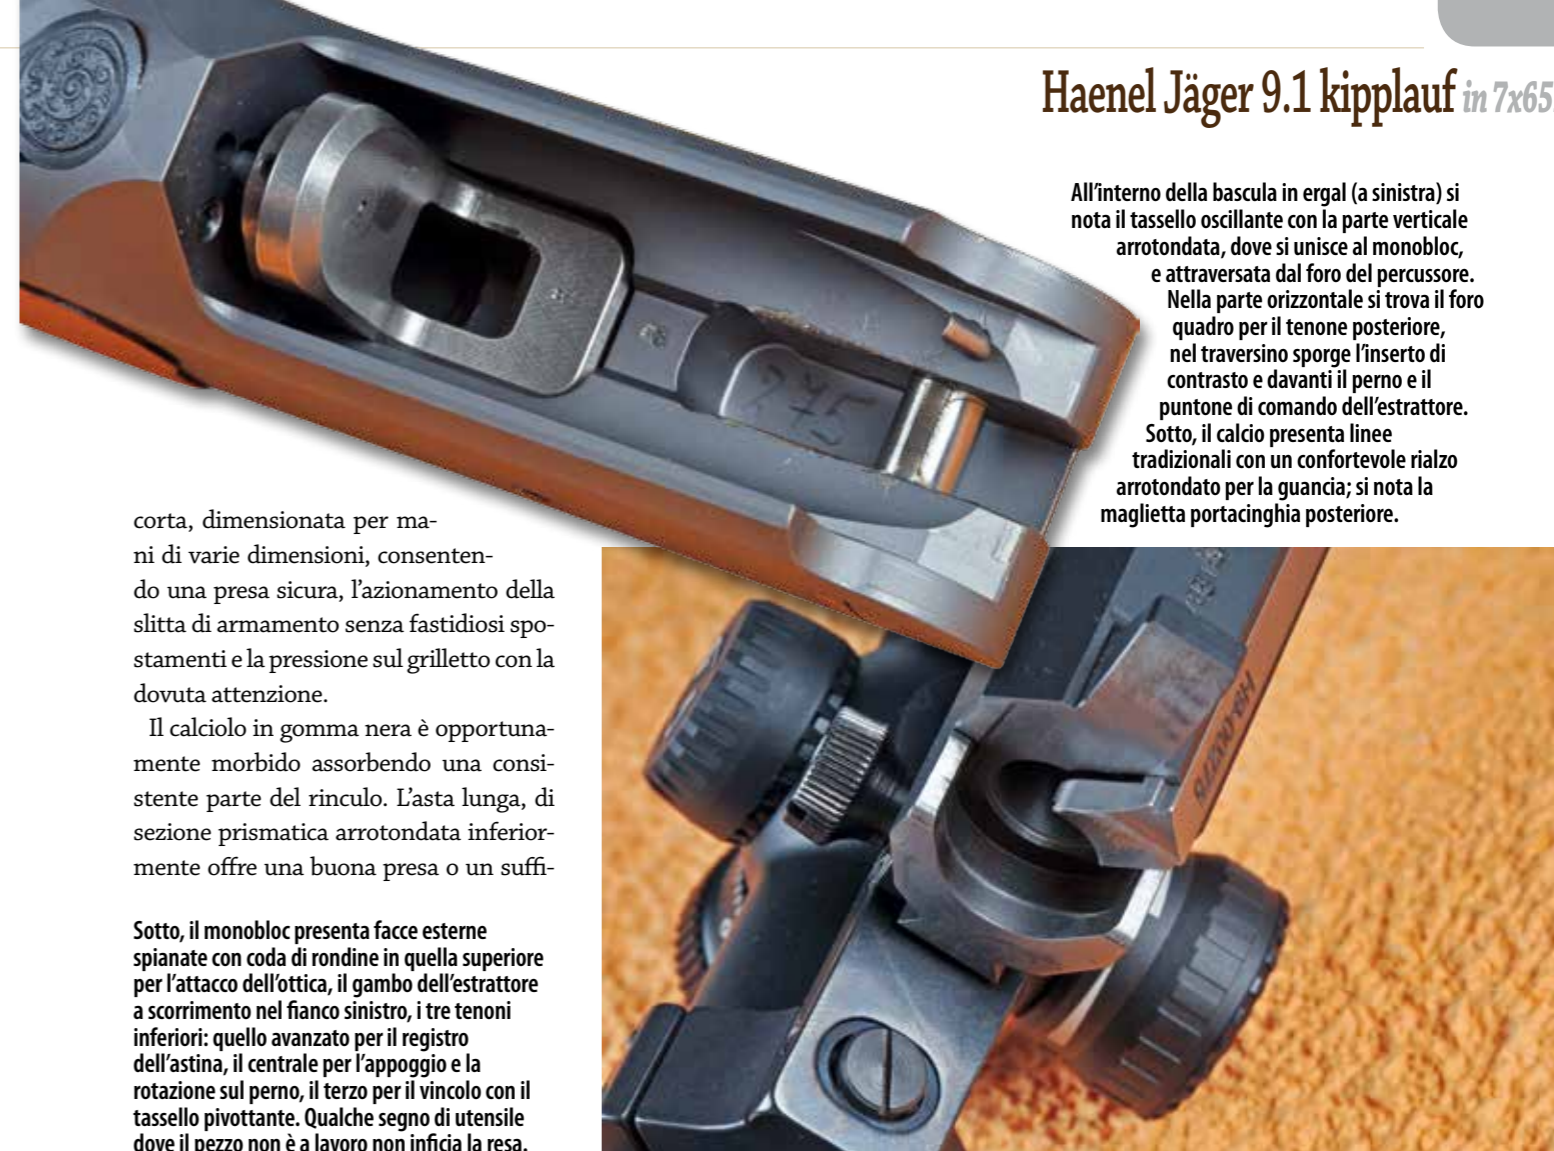 Haenel Jäger 9.1 kipplauf in 7x65
All’interno della bascula in ergal (a sinistra) si
nota il tassello oscillante con la parte verticale
arrotondata, dove si unisce al monobloc,
e attraversata dal foro del percussore.
Nella parte orizzontale si trova il foro
quadro per il tenone posteriore,
nel traversino sporge l’inserto di
contrasto e davanti il perno e il
puntone di comando dell’estrattore.
Sotto, il calcio presenta linee
tradizionali con un confortevole rialzo
arrotondato per la guancia; si nota la
maglietta portacinghia posteriore.
275
corta, dimensionata per ma-
ni di varie dimensioni, consenten-
do una presa sicura, l’azionamento della
slitta di armamento senza fastidiosi spo-
stamenti e la pressione sul grilletto con la
dovuta attenzione.
Il calciolo in gomma nera è opportuna-
mente morbido assorbendo una consi-
stente parte del rinculo. L’asta lunga, di
sezione prismatica arrotondata inferior-
mente offre una buona presa o un suffi-
Sotto, il monobloc presenta facce esterne
spianate con coda di rondine in quella superiore
per l’attacco dell’ottica, il gambo dell’estrattore
a scorrimento nel fianco sinistro, i tre tenoni
inferiori: quello avanzato per il registro
dell’astina, il centrale per l’appoggio e la
rotazione sul perno, il terzo per il vincolo con il
tassello pivottante. Qualche segno di utensile
dove il pezzo non è a lavoro non inficia la resa.